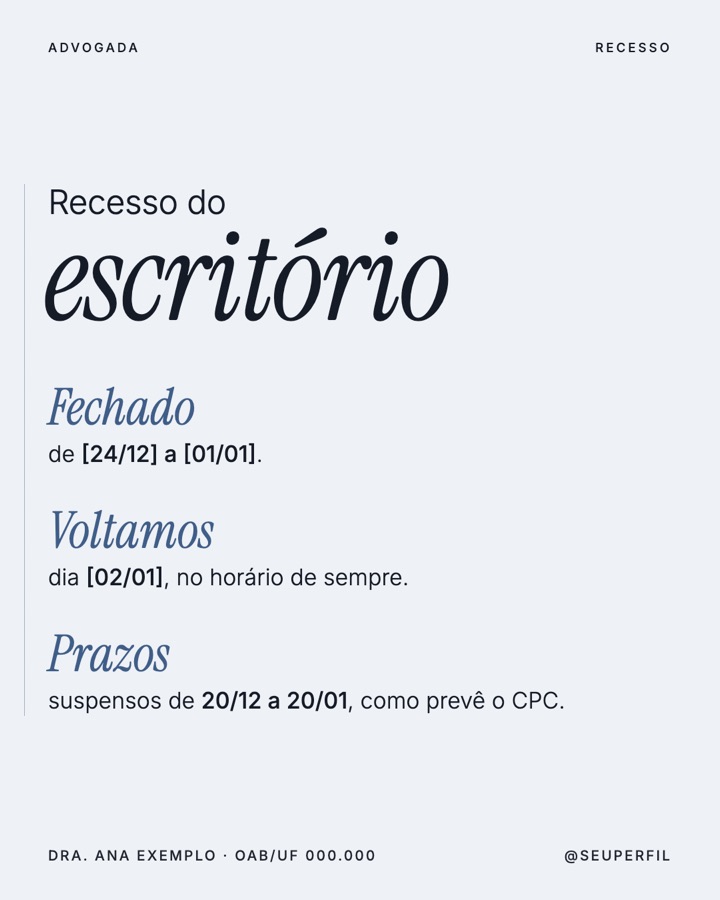 ADVOGADA
RECESSO
Recesso do
escritório
Fechado
de [24/12] a [01/01].
Voltamos
dia [02/01], no horário de sempre.
Prazos
suspensos de 20/12 a 20/01, como prevê o CPC.
DRA. ANA EXEMPLO · OAB/UF 000.000
@SEUPERFIL